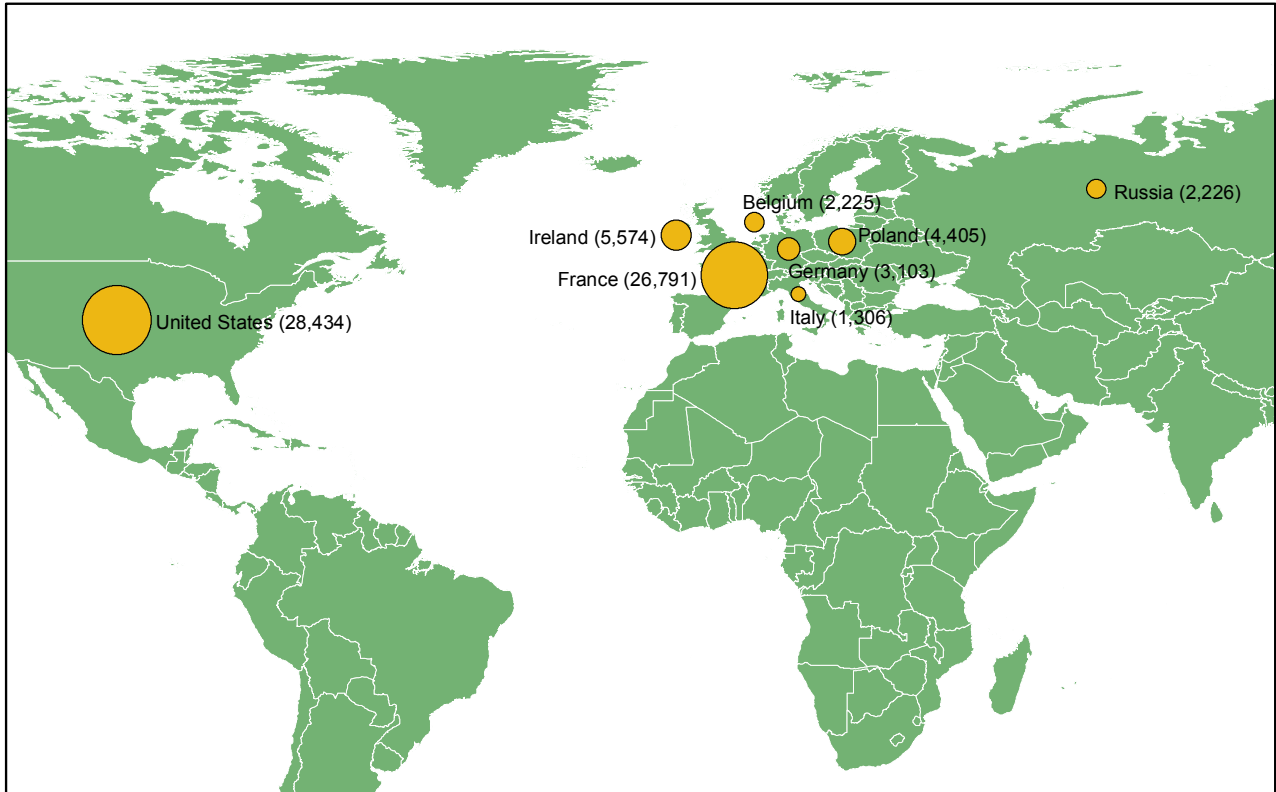 Russia (2,226)
Belgium (2,225)
Ireland (5,574)
Poland (4,405)
France (26,791)
Germany (3,103)
Italy (1,306)
United States (28,434)